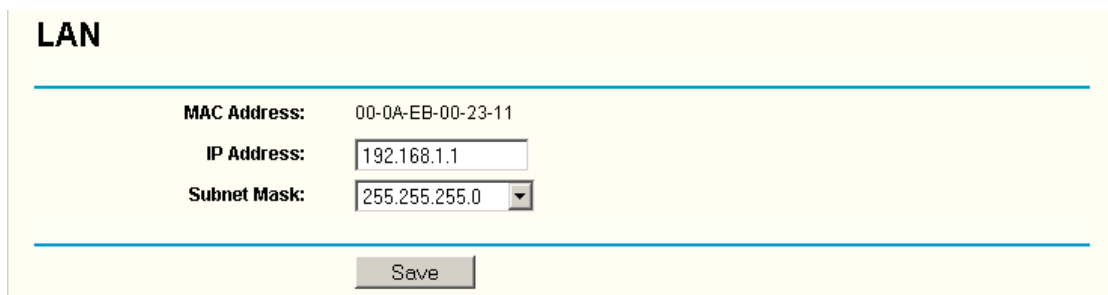 LAN
MAC Address: 00-0A-EB-00-23-11
IP Address: 192.168.1.1
Subnet Mask: 255.255.255.0
Save